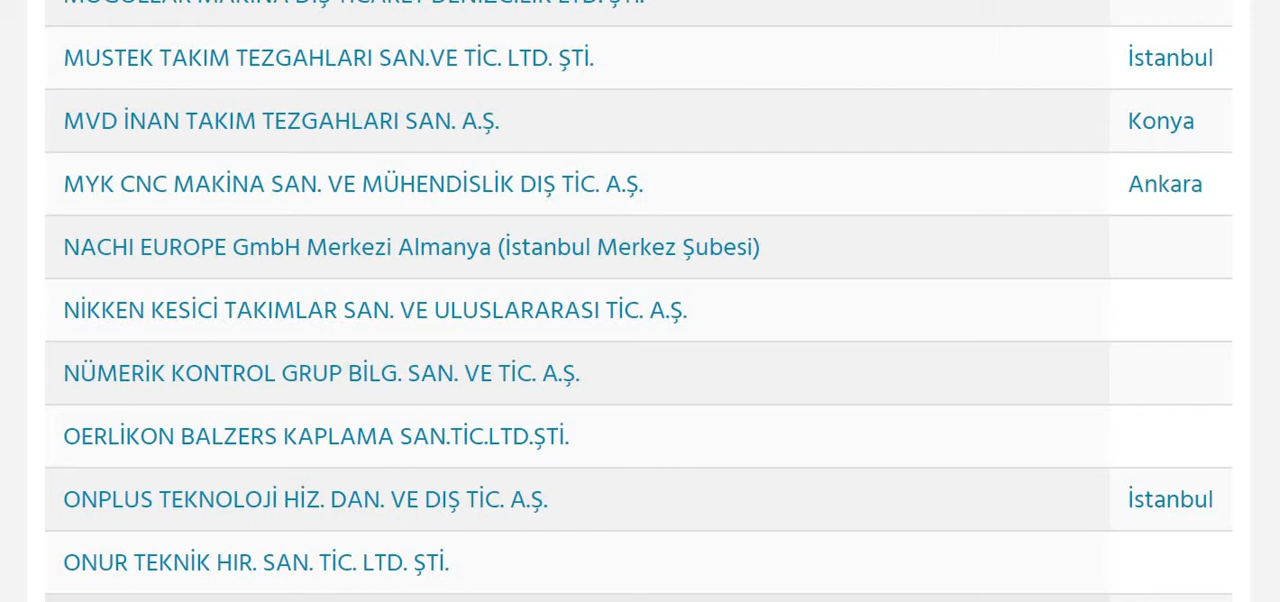 MUSTEK TAKIM TEZGAHLARI SAN.VE TİC. LTD. ŞTİ. İstanbul
MVD İNAN TAKIM TEZGAHLARI SAN. A.Ş. Konya
MYK CNC MAKİNA SAN. VE MÜHENDİSLİK DIŞ TİC. A.Ş. Ankara
NACHI EUROPE GmbH Merkezi Almanya (İstanbul Merkez Şubesi)
NİKKEN KESİCİ TAKIMLAR SAN. VE ULUSLARARASI TİC. A.Ş.
NÜMERİK KONTROL GRUP BİLG. SAN. VE TİC. A.Ş.
OERLİKON BALZERS KAPLAMA SAN.TİC.LTD.ŞTİ.
ONPLUS TEKNOLOJİ HİZ. DAN. VE DIŞ TİC. A.Ş. İstanbul
ONUR TEKNİK HIR. SAN. TİC. LTD. ŞTİ.